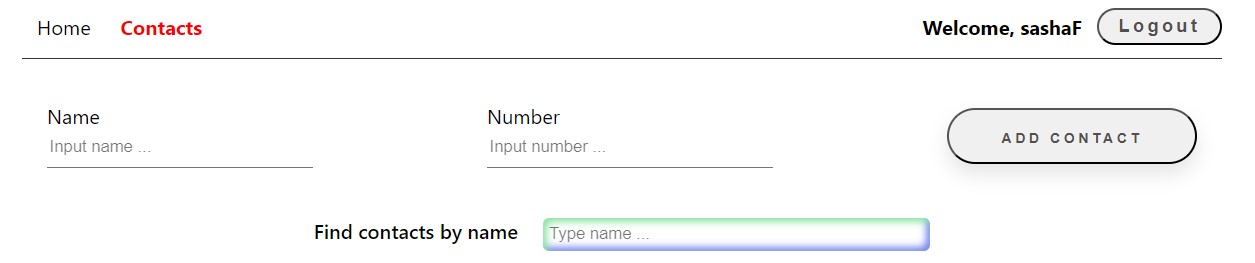 Home Contacts Welcome, sashaF Logout
Name Number
Input name ... Input number ... ADD CONTACT
Find contacts by name Type name ...